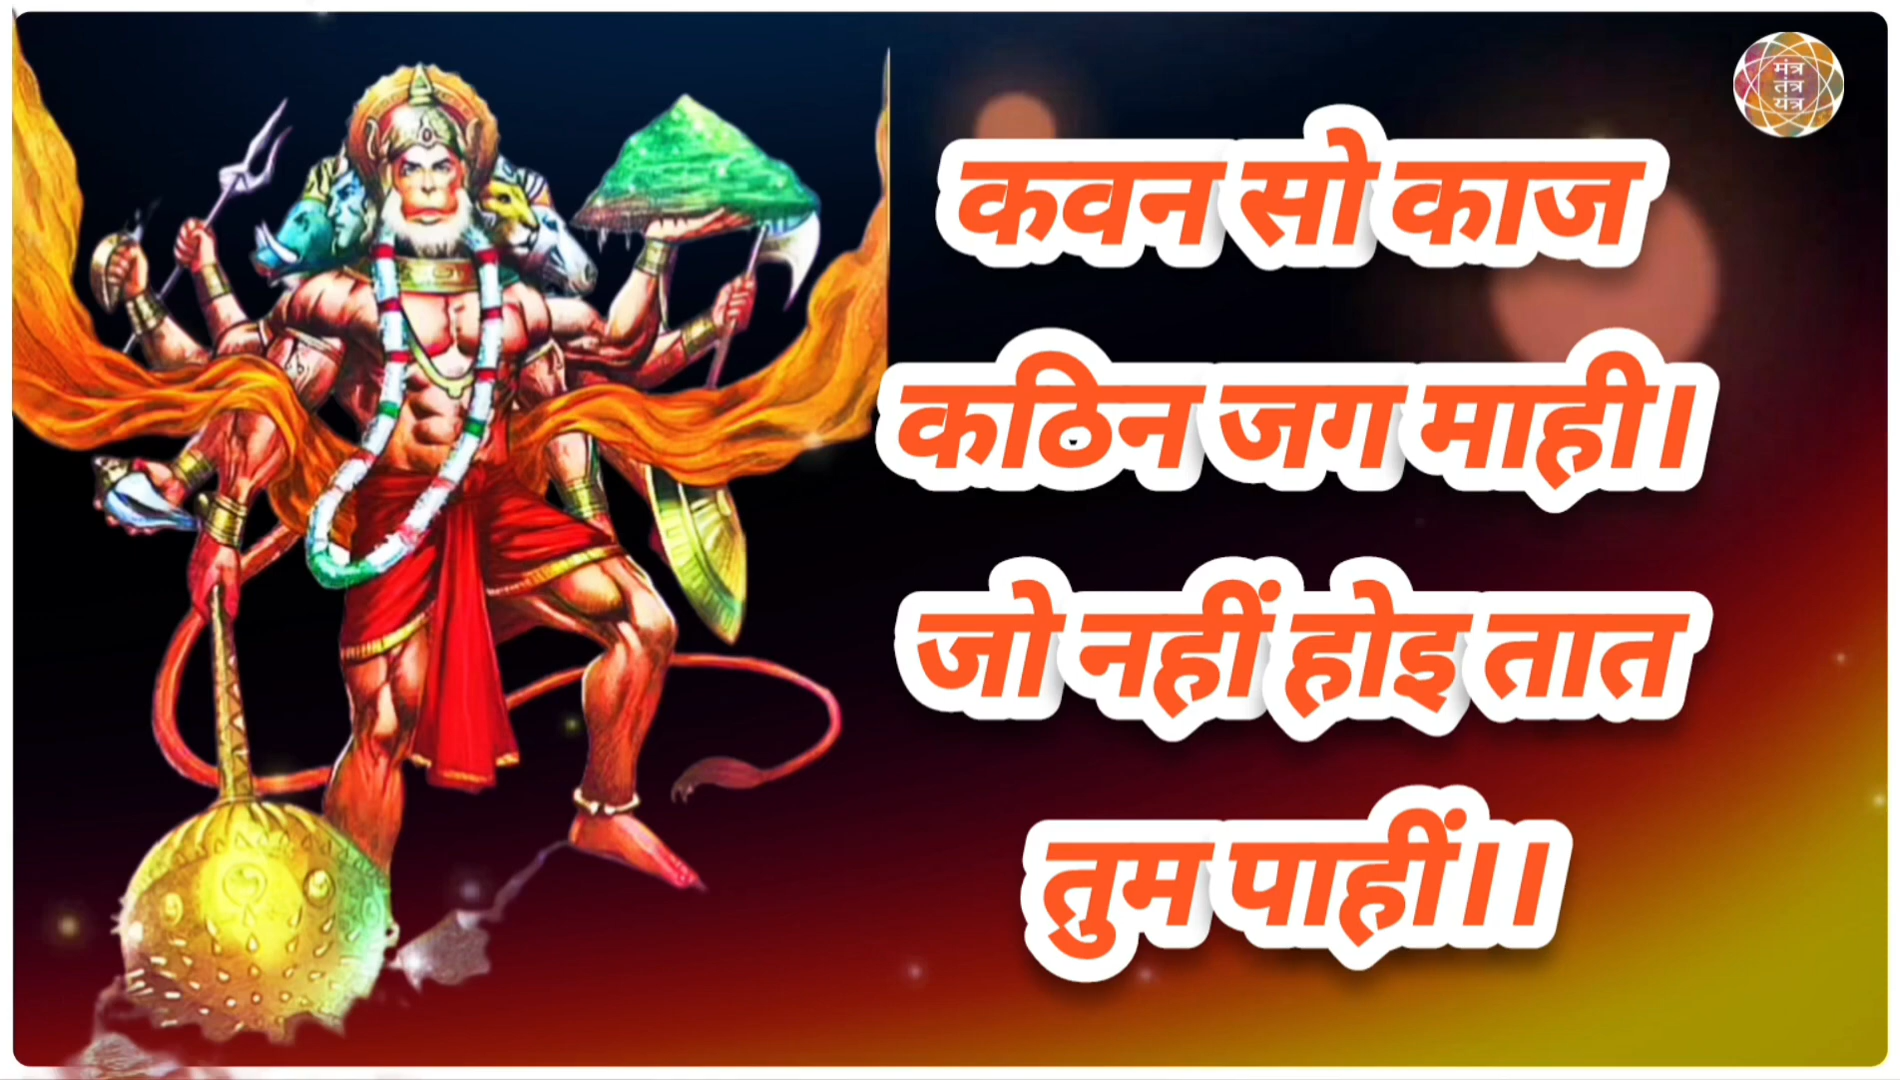 मंत्र
तंत्र
यंत्र
कवन सो काज
कठिन जग माही।
जो नहीं होइ तात
तुम पाहीं।।